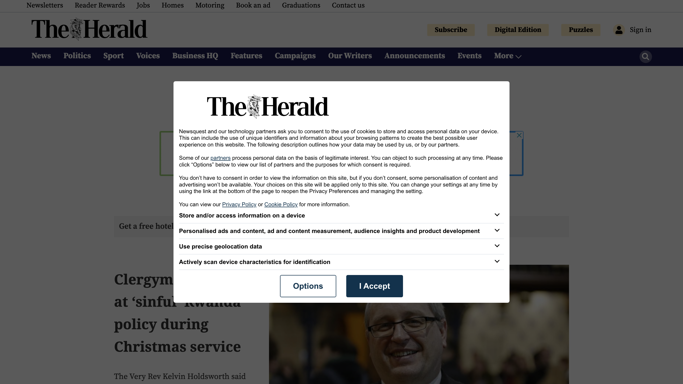 Newsletters Reader Rewards Jobs Homes Motoring Book an ad Graduations Contact us
The Herald
Subscribe Digital Edition Puzzles Sign in
News Politics Sport Voices Business HQ Features Campaigns Our Writers Announcements Events More
The Herald
Newsquest and our technology partners ask you to consent to the use of cookies to store and access personal data on your device.
This can include the use of unique identifiers and information about your browsing patterns to create the best possible user
experience on this website. The following description outlines how your data may be used by us, or by our partners.
Some of our partners process personal data on the basis of legitimate interest. You can object to such processing at any time. Please
click "Options" below to view our list of partners and the purposes for which consent is required.
You don't have to consent in order to view the information on this site, but if you don't consent, some personalisation of content and
advertising won't be available. Your choices on this site will be applied only to this site. You can change your settings at any time by
using the link at the bottom of the page to reopen the Privacy Preferences and managing the setting.
You can view our Privacy Policy or Cookie Policy for more information.
Store and/or access information on a device
Personalised ads and content, ad and content measurement, audience insights and product development
Use precise geolocation data
Actively scan device characteristics for identification
Options I Accept
Get a free hotel
Clergym
at ‘sinful’ Rwanda
policy during
Christmas service
The Very Rev Kelvin Holdsworth said